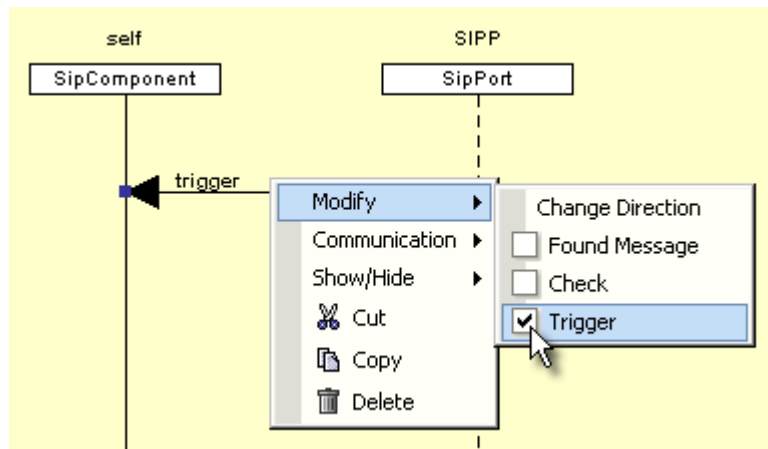 self
SIPP
SipComponent
SipPort
trigger
Modify
Communication
Show/Hide
Cut
Copy
Delete
Change Direction
Found Message
Check
Trigger